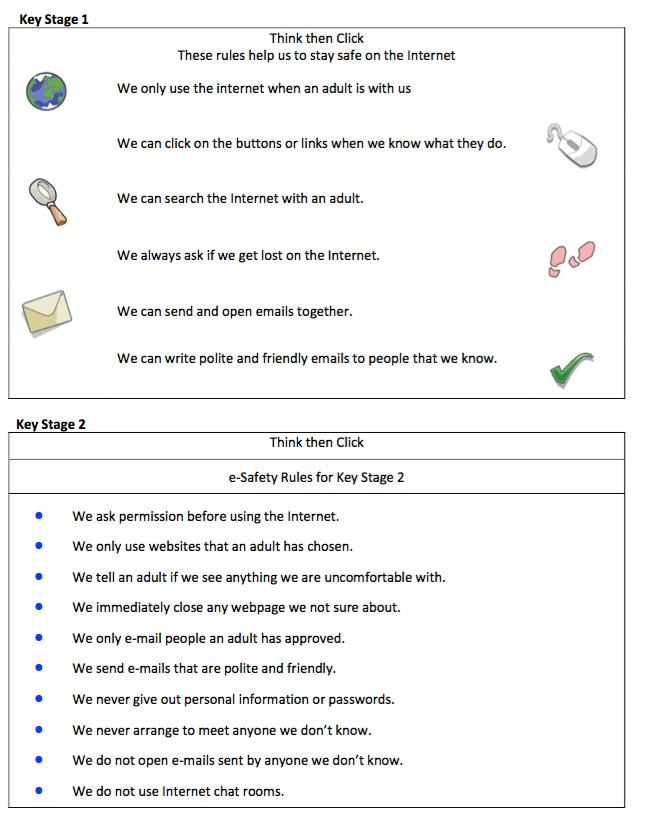 Key Stage 1
Think then Click
These rules help us to stay safe on the Internet
We only use the internet when an adult is with us
We can click on the buttons or links when we know what they do.
We can search the Internet with an adult.
We always ask if we get lost on the Internet.
We can send and open emails together.
We can write polite and friendly emails to people that we know.
Key Stage 2
Think then Click
e-Safety Rules for Key Stage 2
• We ask permission before using the Internet.
• We only use websites that an adult has chosen.
• We tell an adult if we see anything we are uncomfortable with.
• We immediately close any webpage we not sure about.
• We only e-mail people an adult has approved.
• We send e-mails that are polite and friendly.
• We never give out personal information or passwords.
• We never arrange to meet anyone we don’t know.
• We do not open e-mails sent by anyone we don’t know.
• We do not use Internet chat rooms.